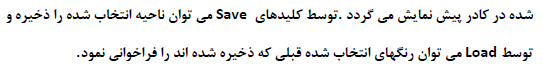 شده در کادر پیش نمایش می گردد .توسط کلیدهای Save می توان ناحیه انتخاب شده را ذخیره و
توسط Load می توان رنگهای انتخاب شده قبلی که ذخیره شده اند را فراخوانی نمود.